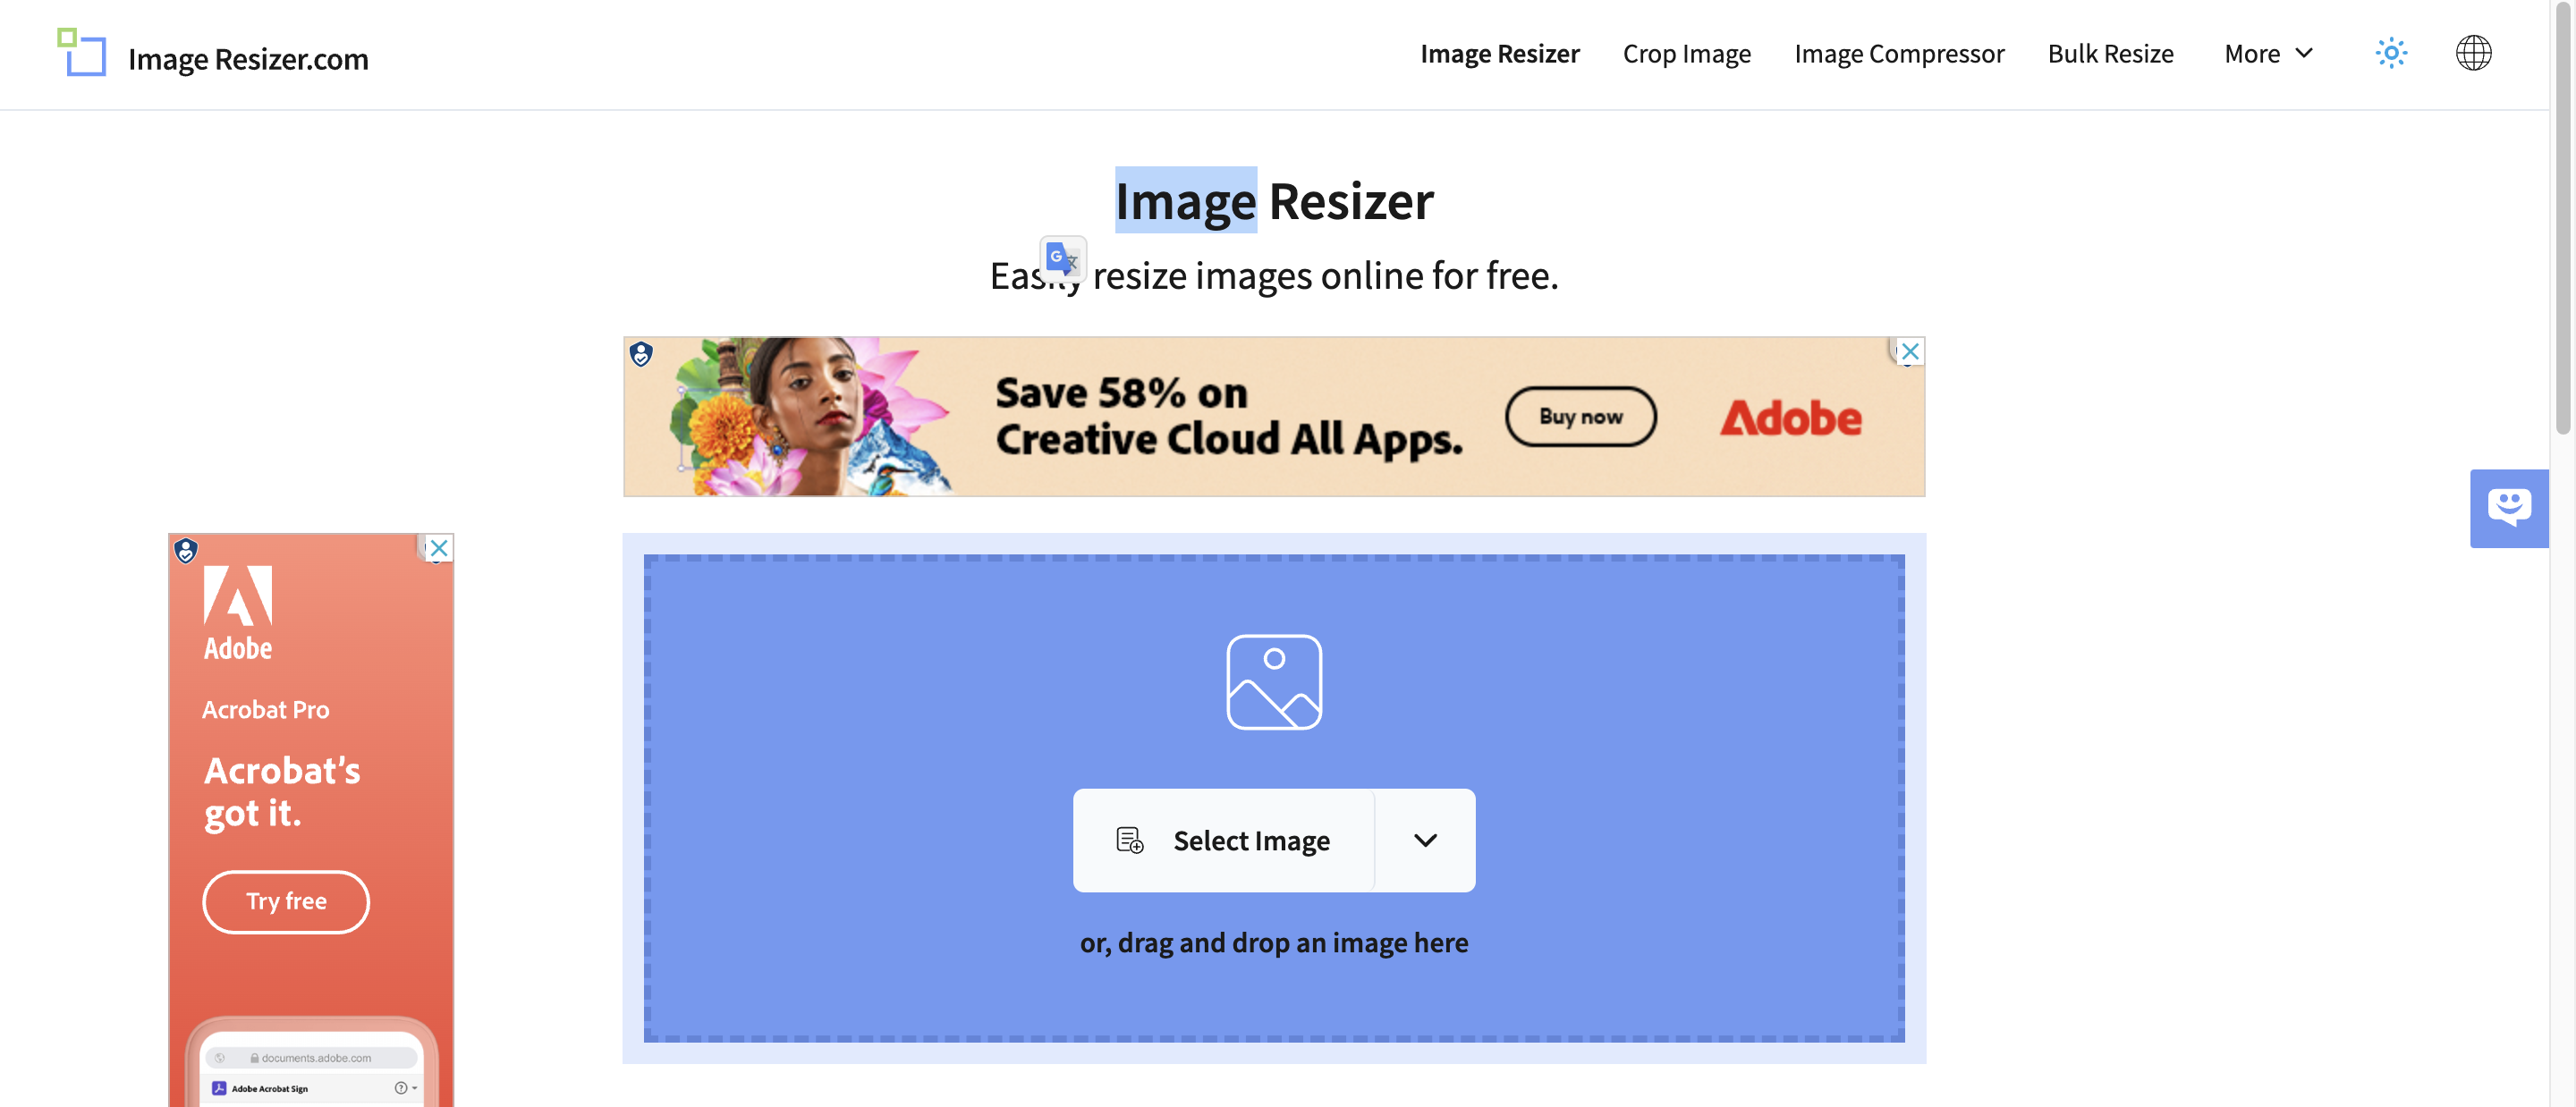 Image Resizer.com
Image Resizer
Crop Image
Image Compressor
Bulk Resize
More
Image Resizer
Easily resize images online for free.
Save 58% on
Creative Cloud All Apps.
Buy now
Adobe
Adobe
Acrobat Pro
Acrobat's
got it.
Try free
documents.adobe.com
Adobe Acrobat Sign
Select Image
or, drag and drop an image here